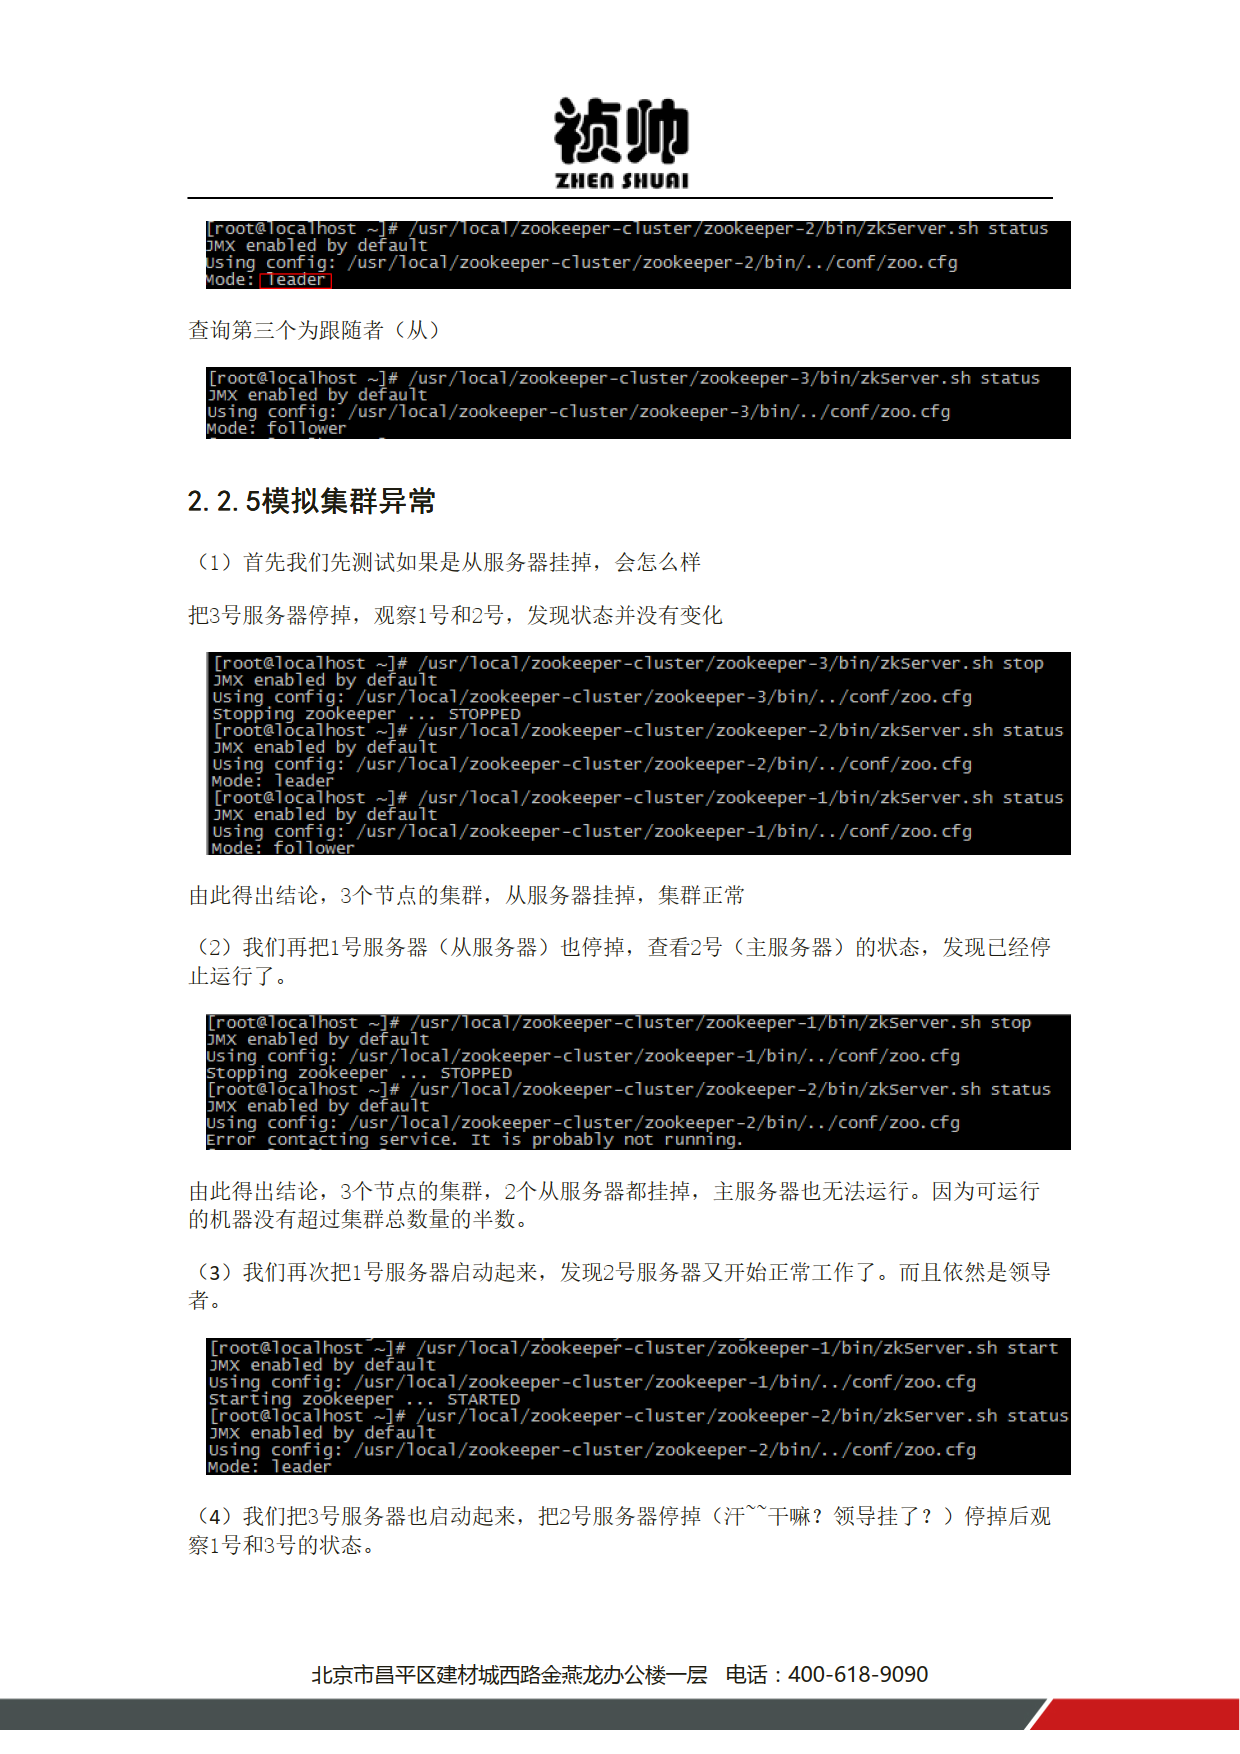 祯帅
ZHEN SHUAI
[root@localhost ~]# /usr/local/zookeeper-cluster/zookeeper-2/bin/zkServer.sh status
JMX enabled by default
Using config: /usr/local/zookeeper-cluster/zookeeper-2/bin/../conf/zoo.cfg
Mode: leader
查询第三个为跟随者（从）
[root@localhost ~]# /usr/local/zookeeper-cluster/zookeeper-3/bin/zkServer.sh status
JMX enabled by default
Using config: /usr/local/zookeeper-cluster/zookeeper-3/bin/../conf/zoo.cfg
Mode: follower
2.2.5模拟集群异常
（1）首先我们先测试如果是从服务器挂掉，会怎么样
把3号服务器停掉，观察1号和2号，发现状态并没有变化
[root@localhost ~]# /usr/local/zookeeper-cluster/zookeeper-3/bin/zkServer.sh stop
JMX enabled by default
Using config: /usr/local/zookeeper-cluster/zookeeper-3/bin/../conf/zoo.cfg
Stopping zookeeper ... STOPPED
[root@localhost ~]# /usr/local/zookeeper-cluster/zookeeper-2/bin/zkServer.sh status
JMX enabled by default
Using config: /usr/local/zookeeper-cluster/zookeeper-2/bin/../conf/zoo.cfg
Mode: leader
[root@localhost ~]# /usr/local/zookeeper-cluster/zookeeper-1/bin/zkServer.sh status
JMX enabled by default
Using config: /usr/local/zookeeper-cluster/zookeeper-1/bin/../conf/zoo.cfg
Mode: follower
由此得出结论，3个节点的集群，从服务器挂掉，集群正常
（2）我们再把1号服务器（从服务器）也停掉，查看2号（主服务器）的状态，发现已经停
止运行了。
[root@localhost ~]# /usr/local/zookeeper-cluster/zookeeper-1/bin/zkServer.sh stop
JMX enabled by default
Using config: /usr/local/zookeeper-cluster/zookeeper-1/bin/../conf/zoo.cfg
Stopping zookeeper ... STOPPED
[root@localhost ~]# /usr/local/zookeeper-cluster/zookeeper-2/bin/zkServer.sh status
JMX enabled by default
Using config: /usr/local/zookeeper-cluster/zookeeper-2/bin/../conf/zoo.cfg
Error contacting service. It is probably not running.
由此得出结论，3个节点的集群，2个从服务器都挂掉，主服务器也无法运行。因为可运行
的机器没有超过集群总数量的半数。
（3）我们再次把1号服务器启动起来，发现2号服务器又开始正常工作了。而且依然是领导
者。
[root@localhost ~]# /usr/local/zookeeper-cluster/zookeeper-1/bin/zkServer.sh start
JMX enabled by default
Using config: /usr/local/zookeeper-cluster/zookeeper-1/bin/../conf/zoo.cfg
Starting zookeeper ... STARTED
[root@localhost ~]# /usr/local/zookeeper-cluster/zookeeper-2/bin/zkServer.sh status
JMX enabled by default
Using config: /usr/local/zookeeper-cluster/zookeeper-2/bin/../conf/zoo.cfg
Mode: leader
（4）我们把3号服务器也启动起来，把2号服务器停掉（汗~~干嘛？领导挂了？）停掉后观
察1号和3号的状态。
北京市昌平区建材城西路金燕龙办公楼一层 电话：400-618-9090